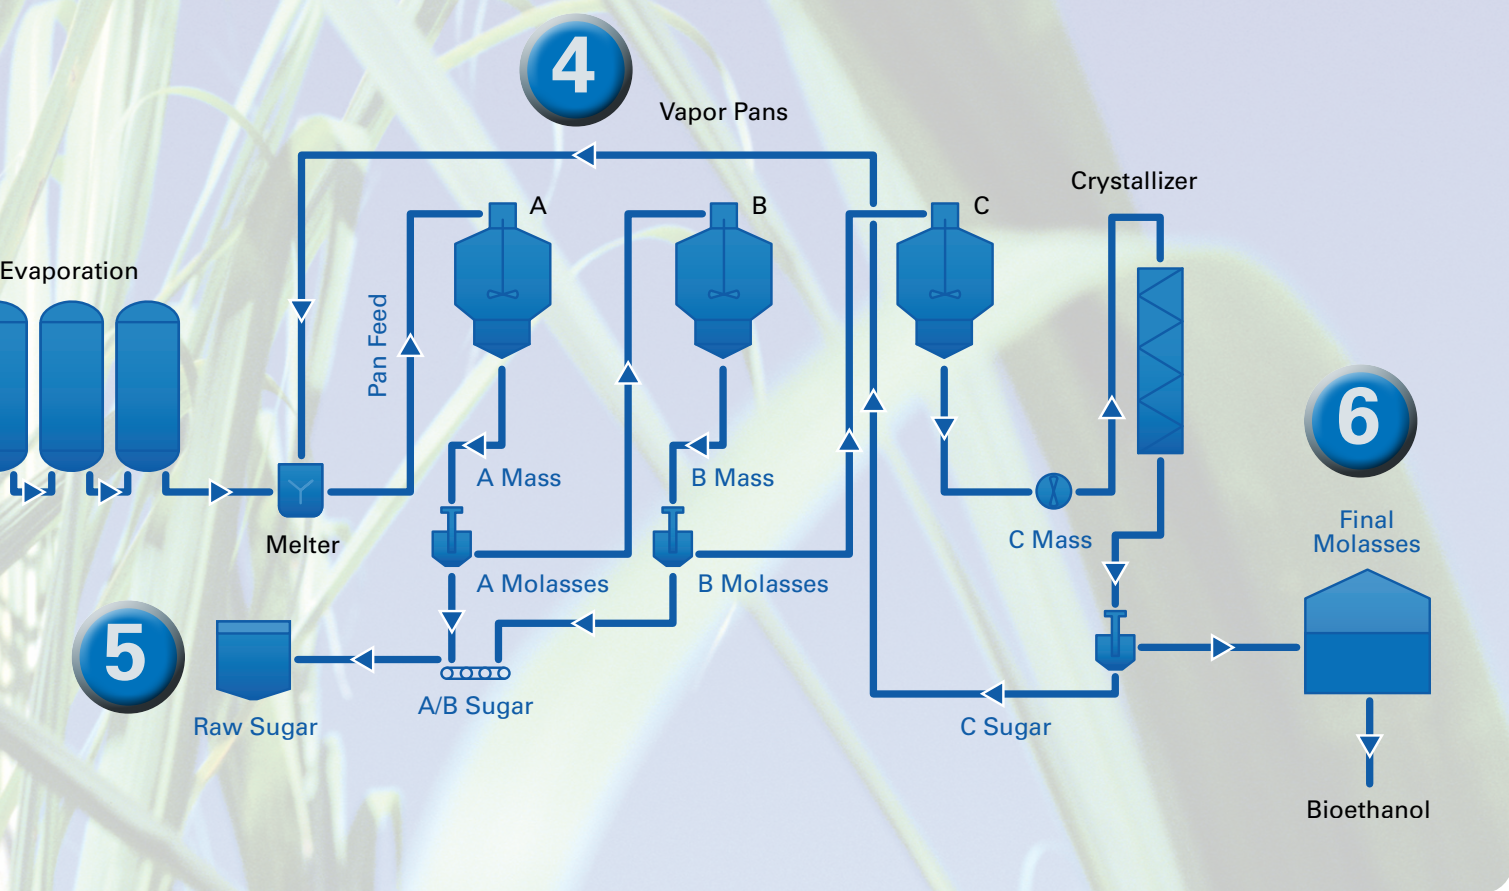 4
Vapor Pans
Crystallizer
A
B
C
Evaporation
Pan Feed
6
A Mass
B Mass
Final
Molasses
C Mass
Melter
A Molasses
B Molasses
5
A/B Sugar
Raw Sugar
C Sugar
Bioethanol